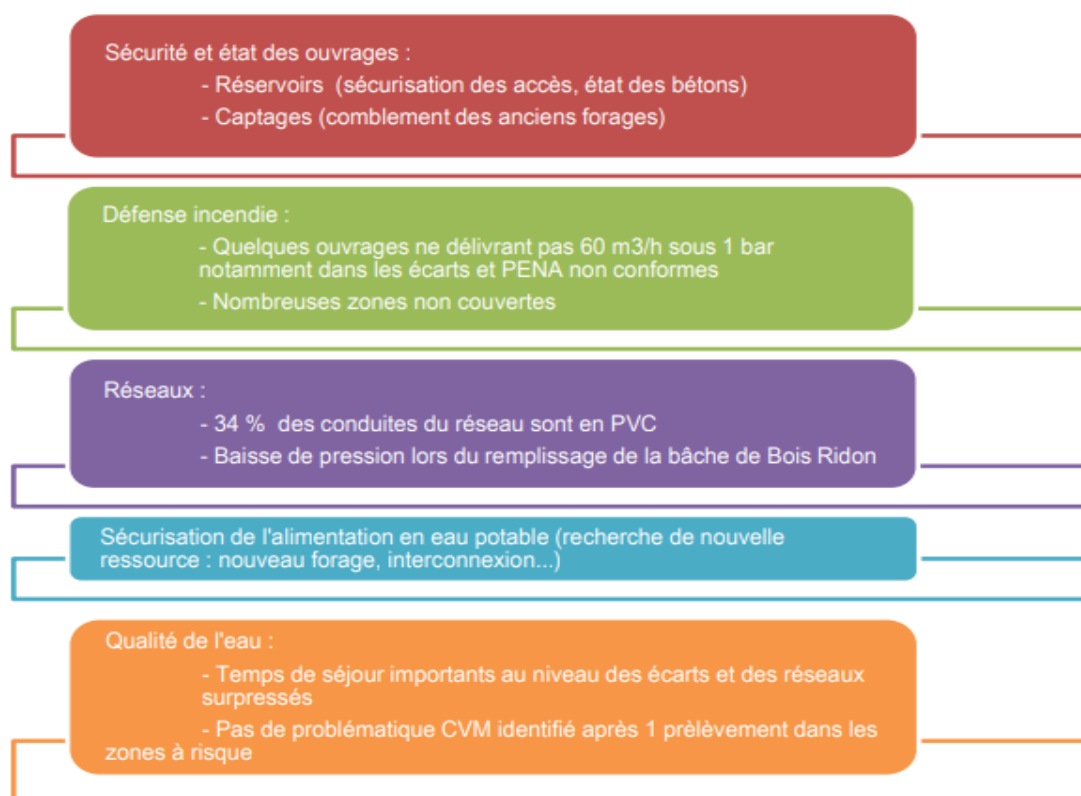 Sécurité et état des ouvrages :
- Réservoirs (sécurisation des accès, état des bétons)
- Captages (comblement des anciens forages)
Défense incendie :
- Quelques ouvrages ne délivrant pas 60 m3/h sous 1 bar
notamment dans les écarts et PENA non conformes
- Nombreuses zones non couvertes
Réseaux :
- 34 % des conduites du réseau sont en PVC
- Baisse de pression lors du remplissage de la bâche de Bois Ridon
Sécurisation de l'alimentation en eau potable (recherche de nouvelle
ressource : nouveau forage, interconnexion...)
Qualité de l'eau :
- Temps de séjour importants au niveau des écarts et des réseaux
surpressés
- Pas de problématique CVM identifié après 1 prèlèvement dans les
zones à risque